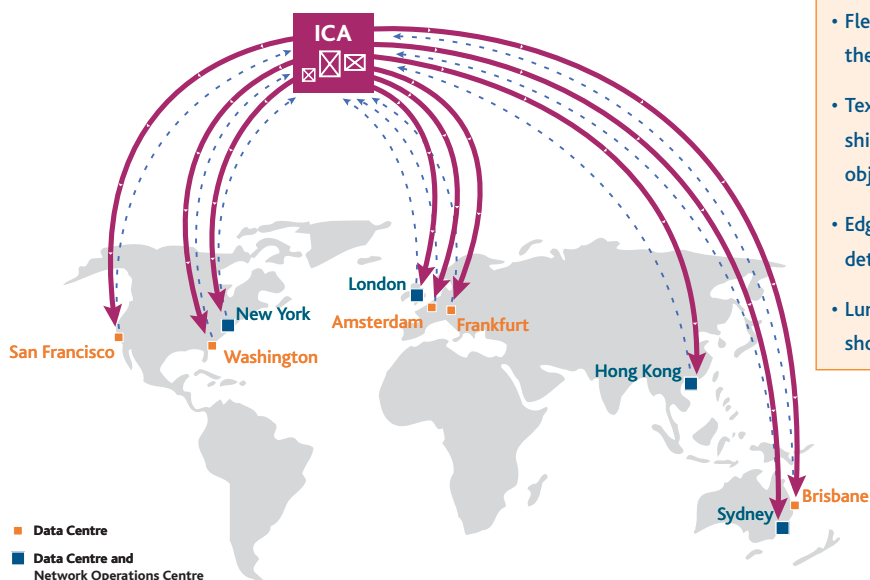 ICA
• Fle
the
• Tex
shi
obj
• Edg
det
• Lur
sho
London
New York
Amsterdam
Frankfurt
San Francisco
Washington
Hong Kong
Brisbane
Sydney
Data Centre
Data Centre and
Network Operations Centre